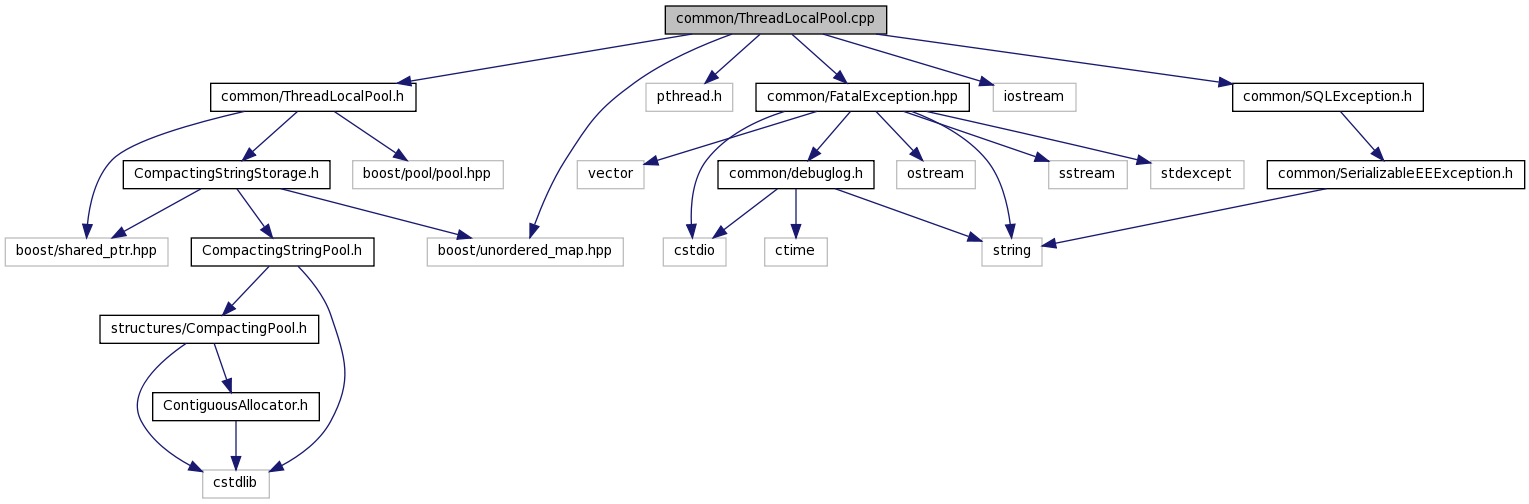 common/ThreadLocalPool.cpp
common/ThreadLocalPool.h
pthread.h
common/FatalException.hpp
iostream
common/SQLException.h
CompactingStringStorage.h
boost/pool/pool.hpp
vector
common/debuglog.h
ostream
sstream
stdexcept
common/SerializableEEException.h
boost/shared_ptr.hpp
CompactingStringPool.h
boost/unordered_map.hpp
cstdio
ctime
string
structures/CompactingPool.h
ContiguousAllocator.h
cstdlib